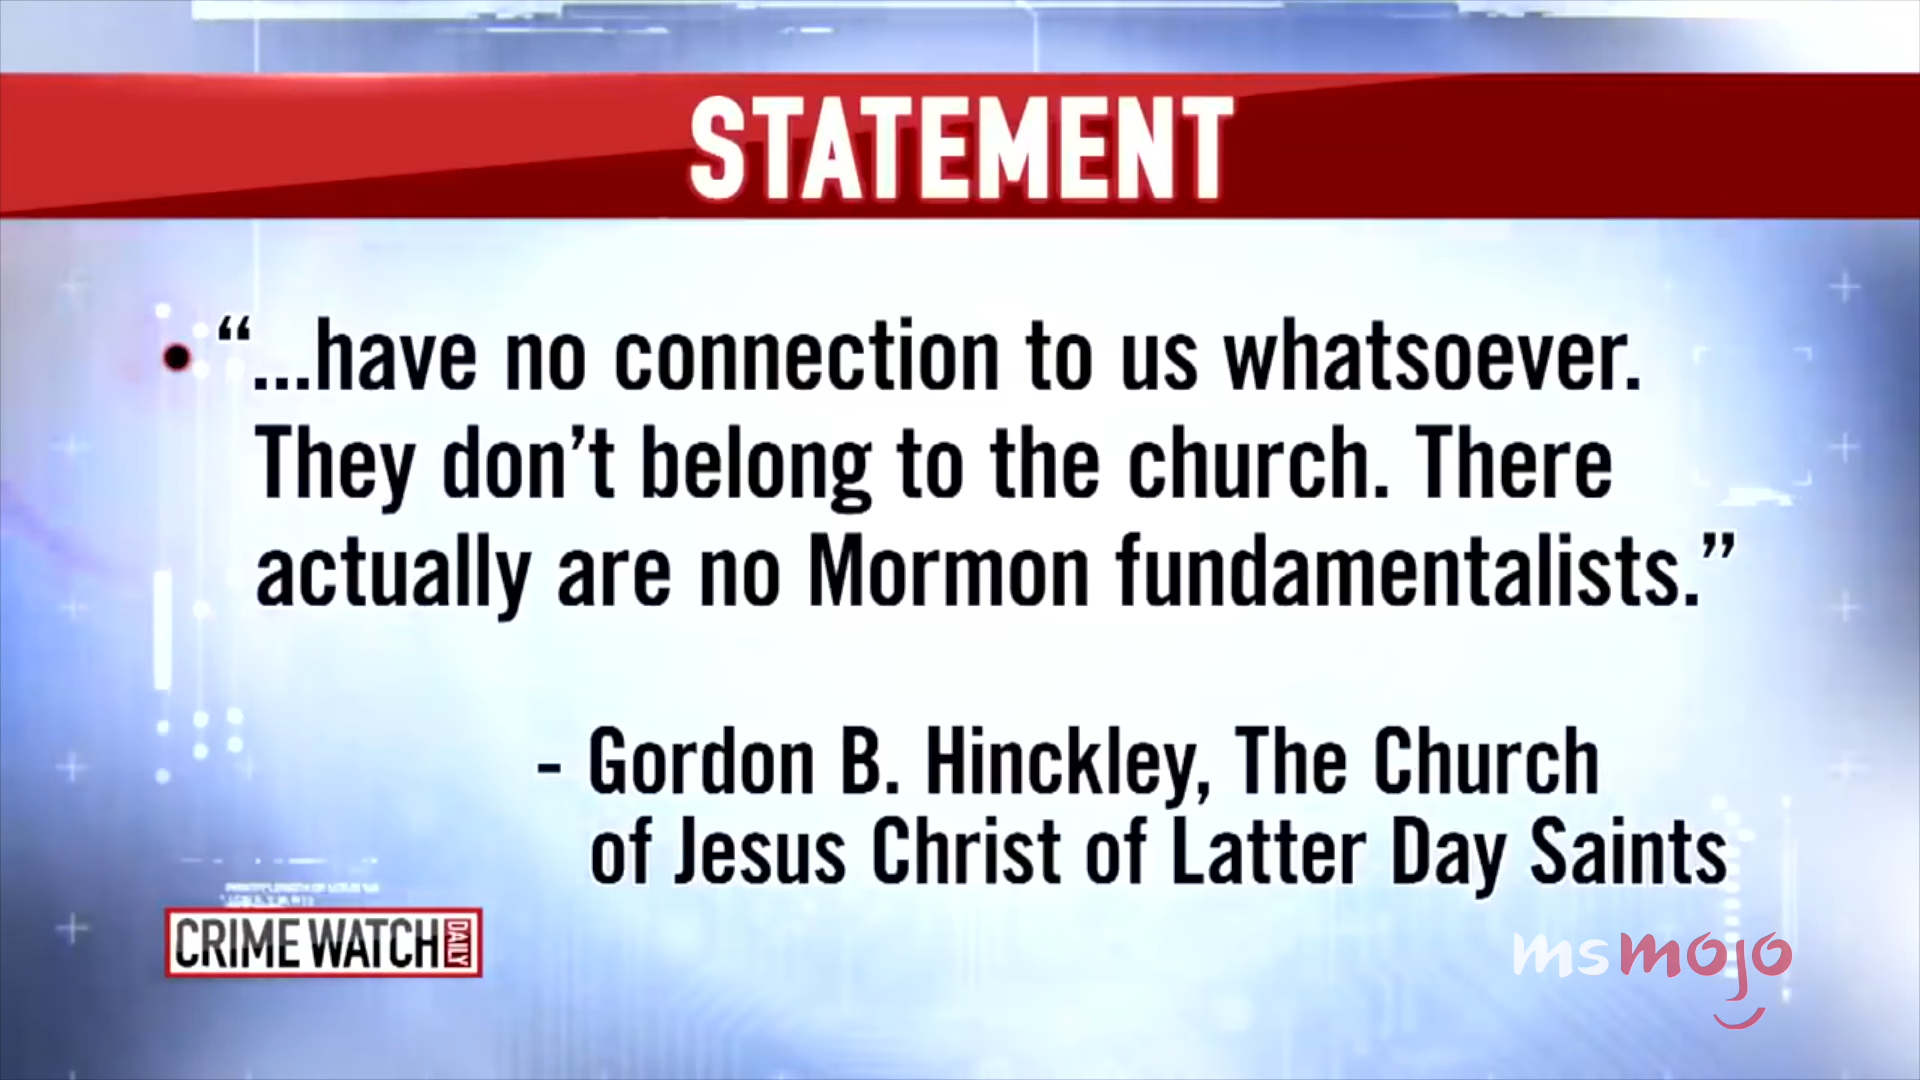 STATEMENT
• “...have no connection to us whatsoever.
They don’t belong to the church. There
actually are no Mormon fundamentalists.”
- Gordon B. Hinckley, The Church
of Jesus Christ of Latter Day Saints
CRIME WATCH DAILY
msmojo